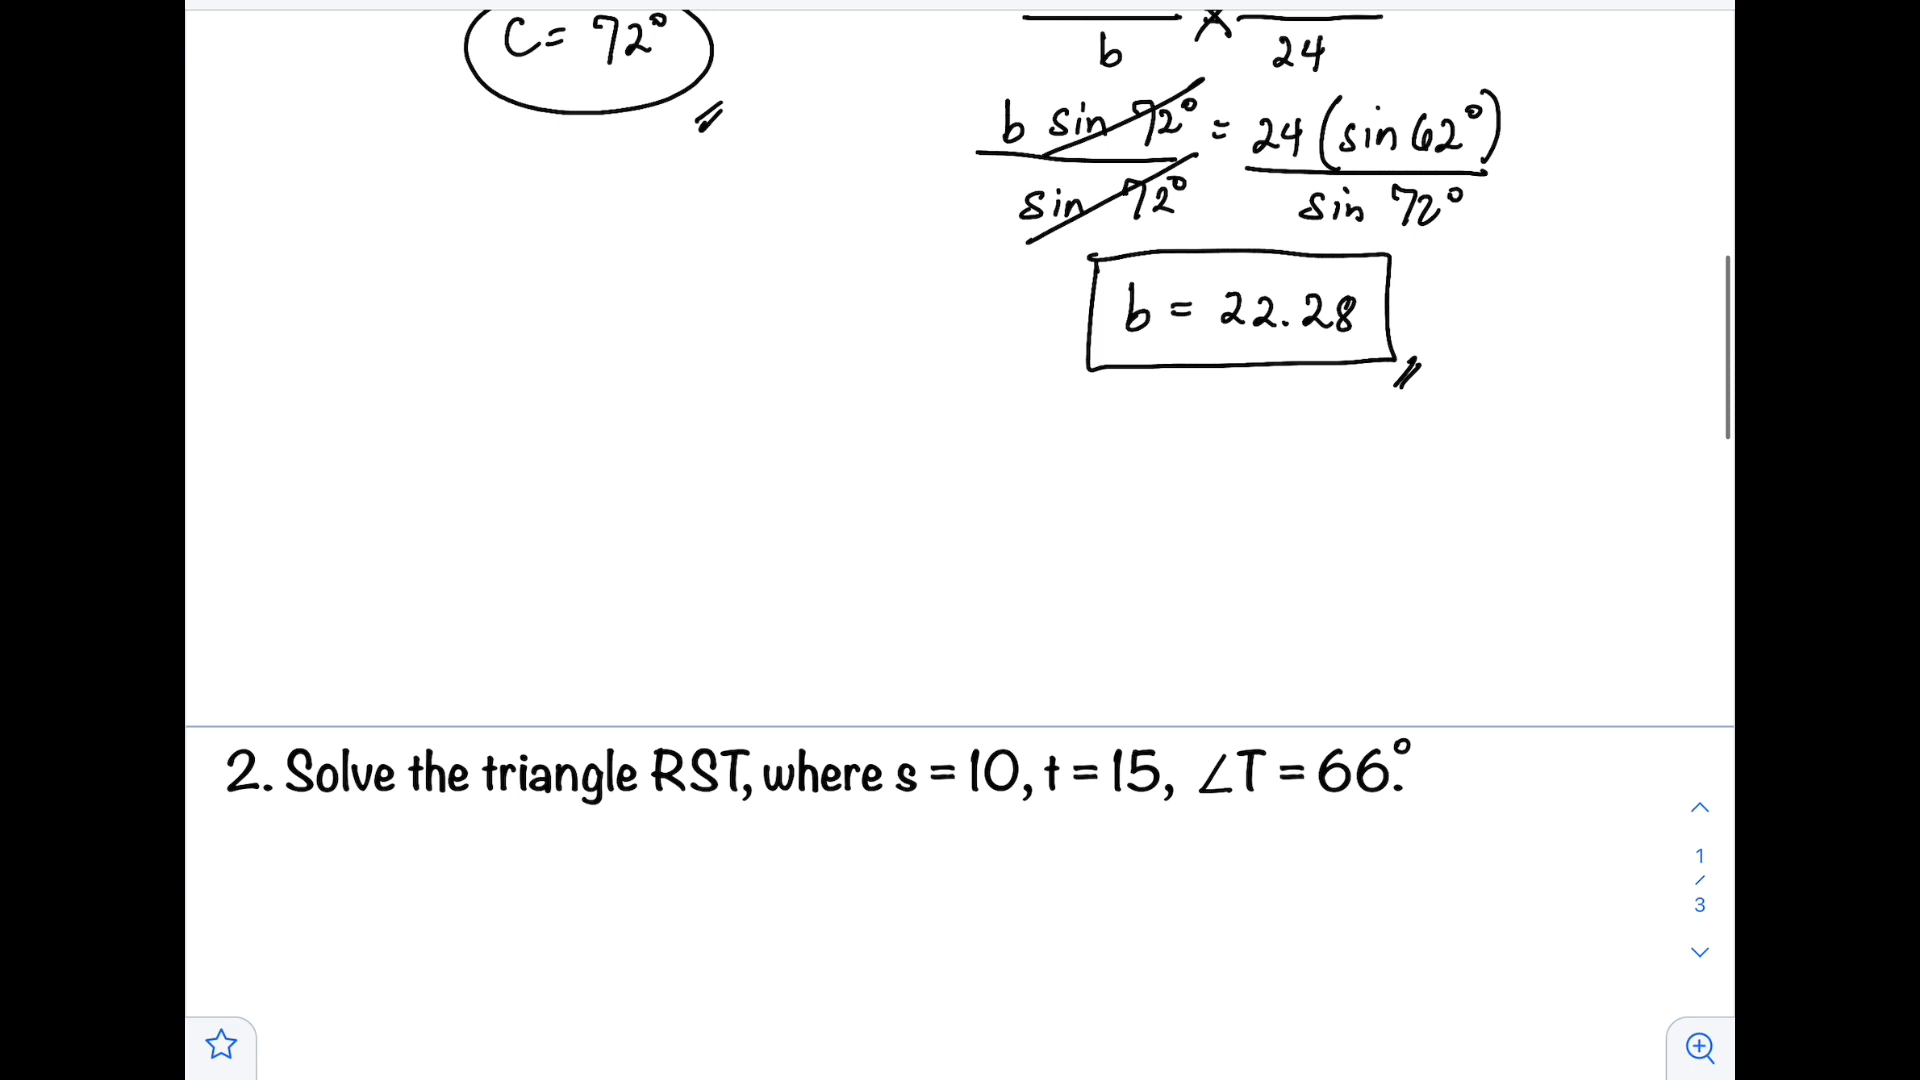 C = 72°
b 24
b sin 72° = 24 (sin 62°)
sin 72° sin 72°
b = 22.28
2. Solve the triangle RST, where s = 10, t = 15, ∠T = 66.°
1
/
3